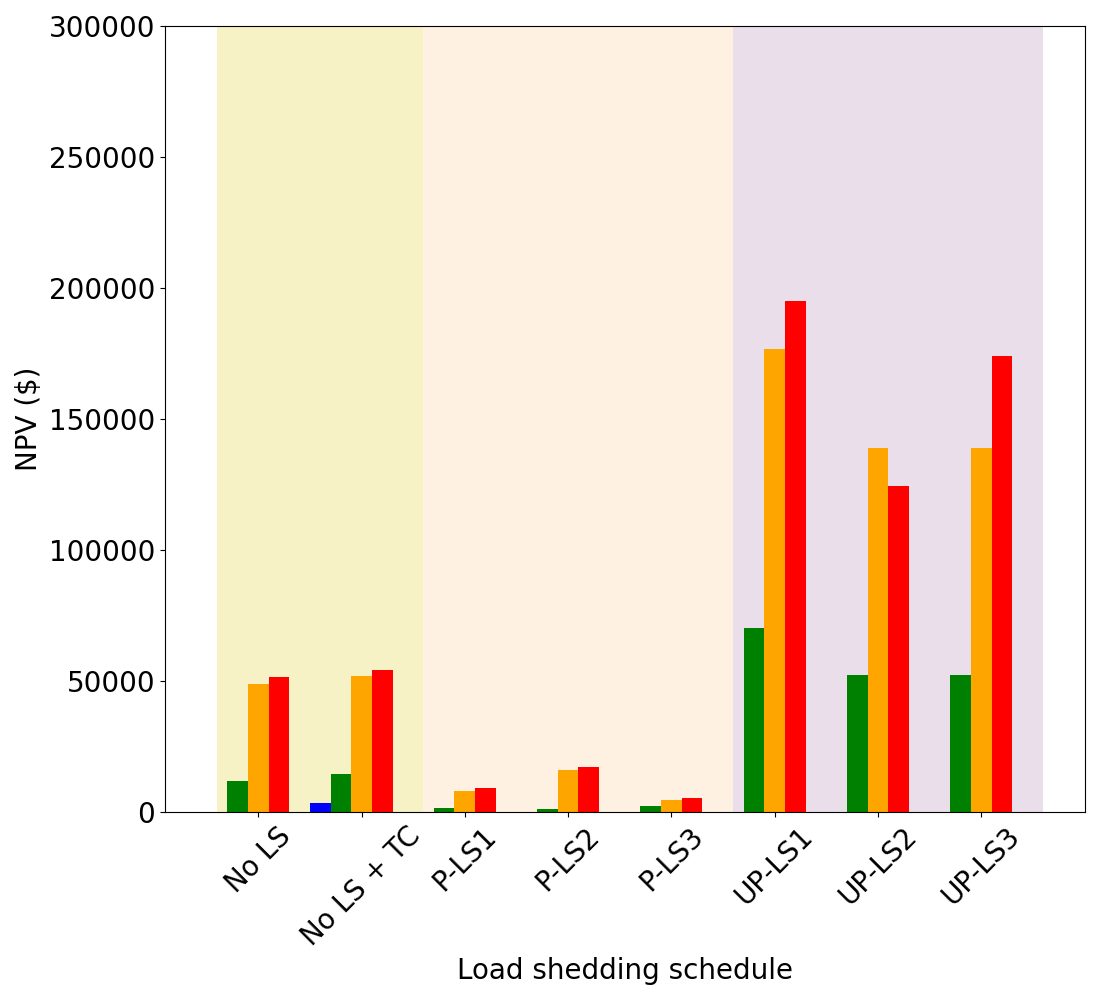 300000
250000
200000
150000
100000
50000
0
NPV ($)
No LS
No LS + TC
P-LS1
P-LS2
P-LS3
UP-LS1
UP-LS2
UP-LS3
Load shedding schedule